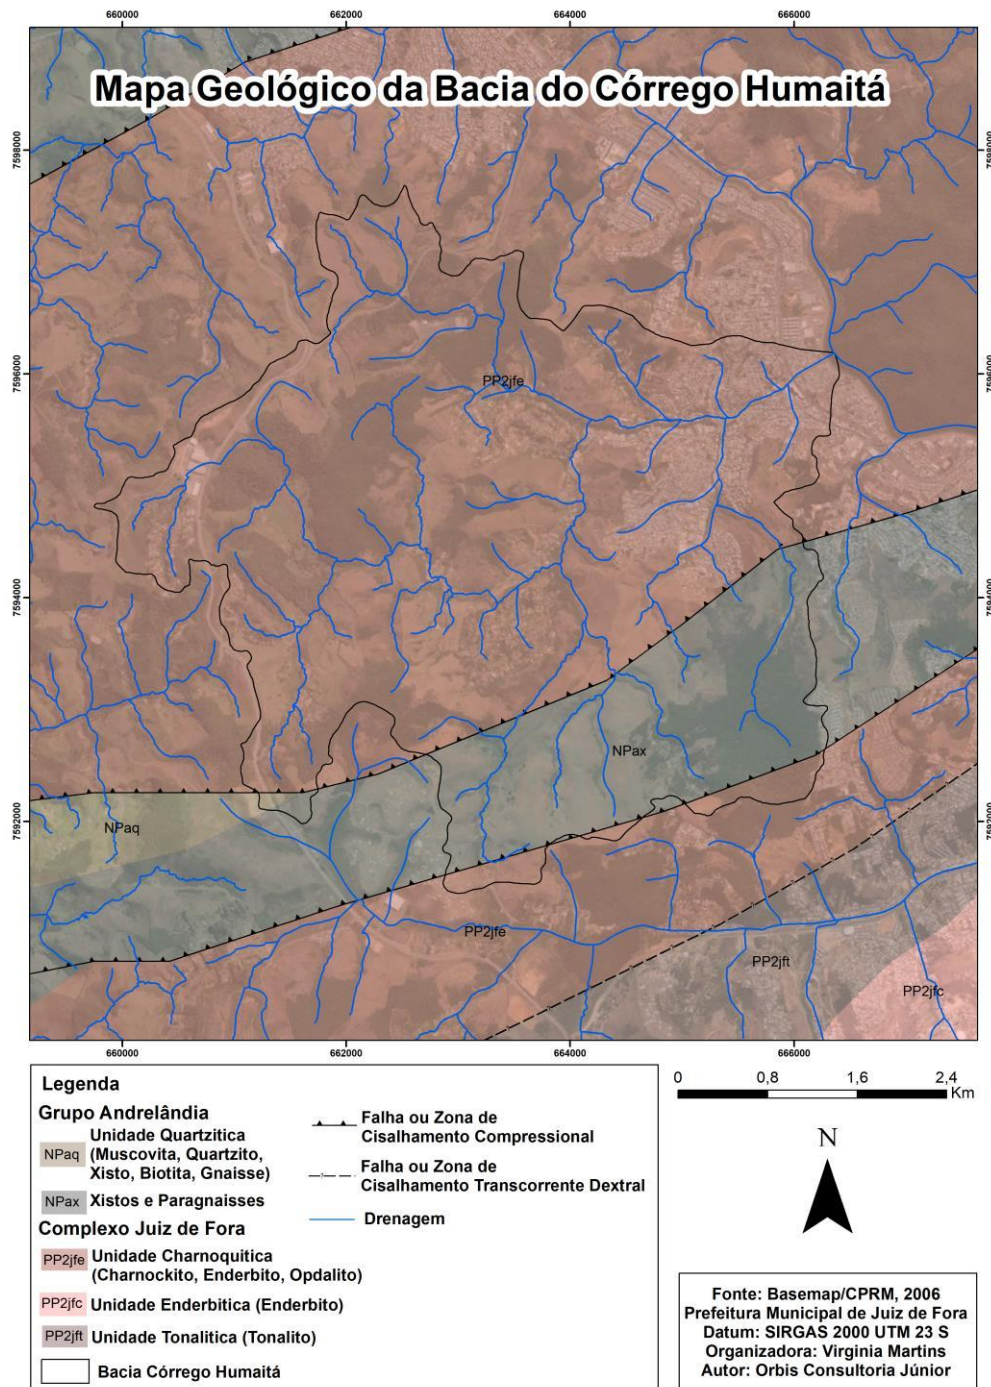 660000 662000 664000 666000
Mapa Geológico da Bacia do Córrego Humaitá
7598000 7598000
7596000 7596000
PP2jfe
7594000 7594000
NPax
7592000 7592000
NPaq
PP2jfe
PP2jft
PP2jfc
660000 662000 664000 666000
Legenda
Grupo Andrelândia
NPaq Unidade Quartzitica
(Muscovita, Quartzito,
Xisto, Biotita, Gnaisse)
NPax Xistos e Paragnaisses
Complexo Juiz de Fora
PP2jfe Unidade Charnoquitica
(Charnockito, Enderbito, Opdalito)
PP2jfc Unidade Enderbitica (Enderbito)
PP2jft Unidade Tonalitica (Tonalito)
Bacia Córrego Humaitá
Falha ou Zona de
Cisalhamento Compressional
Falha ou Zona de
Cisalhamento Transcorrente Dextral
Drenagem
0 0,8 1,6 2,4
Km
N
Fonte: Basemap/CPRM, 2006
Prefeitura Municipal de Juiz de Fora
Datum: SIRGAS 2000 UTM 23 S
Organizadora: Virginia Martins
Autor: Orbis Consultoria Júnior